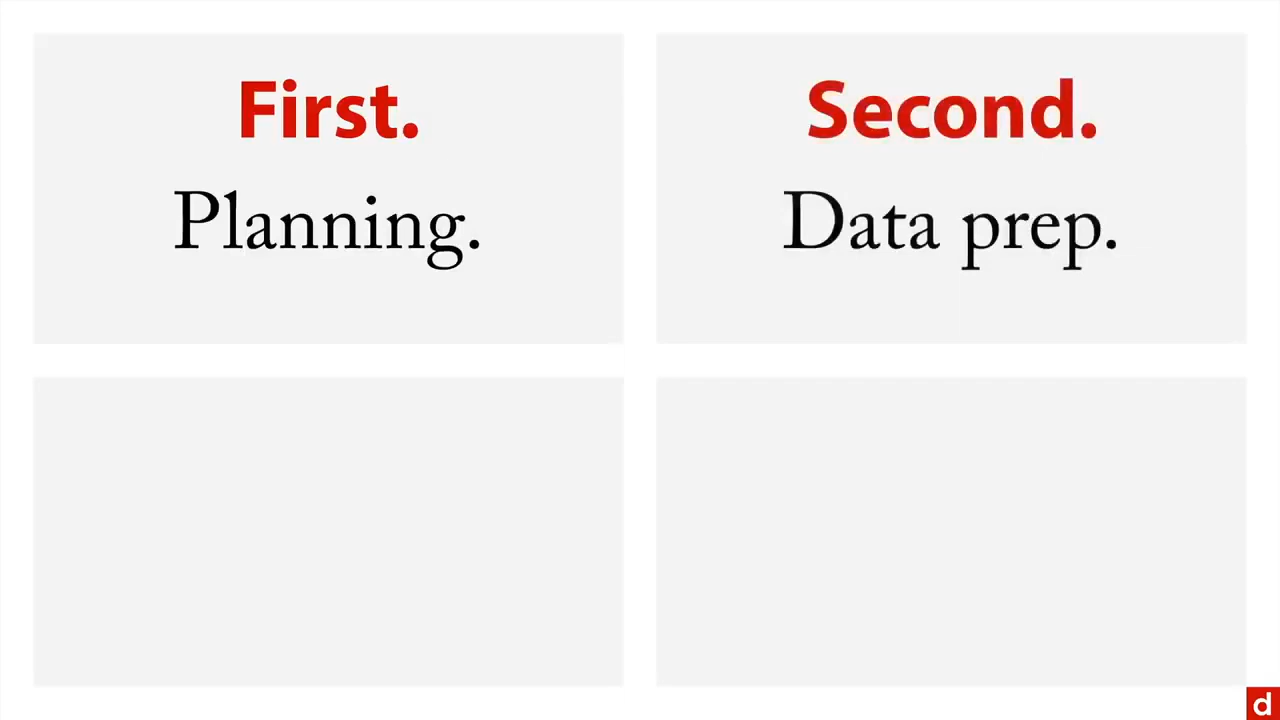 First.
Planning.
Second.
Data prep.
d